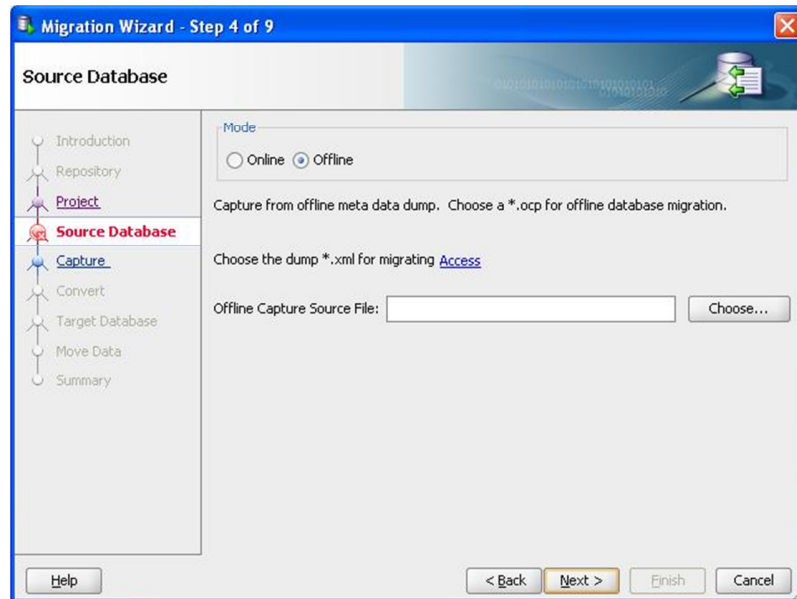 Migration Wizard - Step 4 of 9
Source Database
Introduction
Repository
Project
Source Database
Capture
Convert
Target Database
Move Data
Summary
Mode
Online
Offline
Capture from offline meta data dump.  Choose a *.ocp for offline database migration.
Choose the dump *.xml for migrating Access
Offline Capture Source File:
Choose...
Help
< Back
Next >
Finish
Cancel